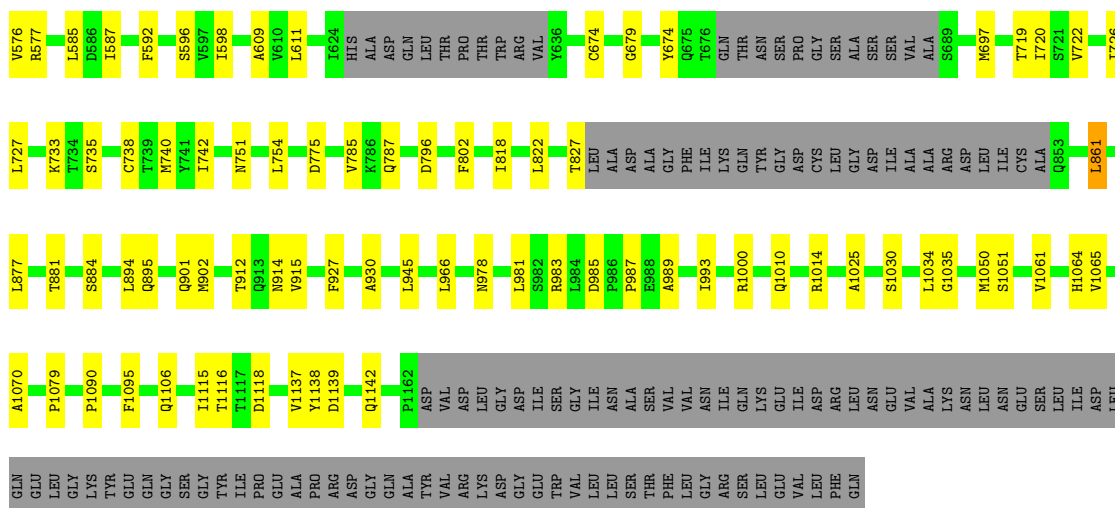 V576 R577 L585 D586 I587 F592 S596 V597 I598 A609 V610 L611 I624 HIS ALA ASP GLN LEU THR PRO THR TRP ARG VAL Y636 C674 G679 Y674 Q675 T676 GLN THR ASN SER PRO GLY SER ALA SER SER VAL ALA S689 M697 T719 I720 S721 V722
L727 K733 T734 S735 C738 T739 M740 Y741 I742 N751 L754 D775 V785 K786 Q787 D796 F802 I818 L822 T827 LEU ALA ASP ALA GLY PHE ILE LYS GLN TYR GLY ASP CYS LEU GLY ASP ILE ALA ALA ARG ASP LEU ILE CYS ALA Q853 L861
L877 T881 S884 L894 Q895 Q901 M902 T912 Q913 N914 V915 F927 A930 L945 L966 N978 L981 S982 R983 L984 D985 P986 P987 E988 A989 I993 R1000 Q1010 R1014 A1025 S1030 L1034 G1035 M1050 S1051 V1061 H1064 V1065
A1070 P1079 P1090 F1095 Q1106 I1115 T1116 T1117 D1118 V1137 Y1138 D1139 Q1142 P1162 ASP VAL ASP LEU GLY ASP ILE SER GLY ILE ASN ALA SER VAL VAL ASN ILE GLN LYS GLU ILE ASP ARG LEU ASN GLU VAL ALA LYS ASN LEU ASN GLU SER LEU ILE ASP LEU
GLN GLU LEU GLY LYS TYR GLU GLN GLY SER GLY TYR ILE PRO GLU ALA PRO ARG ASP GLY GLN ALA TYR VAL ARG LYS ASP GLY GLU TRP VAL LEU LEU SER THR PHE LEU GLY ARG SER LEU GLU VAL LEU PHE GLN